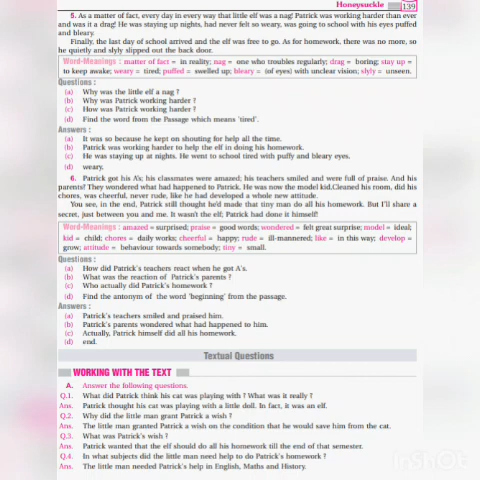 Honeysuckle 139
5. As a matter of fact, every day in every way that little elf was a nag! Patrick was working harder than ever
and was it a drag! He was staying up nights, had never felt so weary, was going to school with his eyes puffed
and bleary.
Finally, the last day of school arrived and the elf was free to go. As for homework, there was no more, so
he quietly and slyly slipped out the back door.
Word-Meanings : matter of fact = in reality; nag = one who troubles regularly; drag = boring; stay up =
to keep awake; weary = tired; puffed = swelled up; bleary = (of eyes) with unclear vision; slyly = unseen.
Questions :
(a) Why was the little elf a nag ?
(b) Why was Patrick working harder ?
(c) How was Patrick working harder ?
(d) Find the word from the Passage which means 'tired'.
Answers :
(a) It was so because he kept on shouting for help all the time.
(b) Patrick was working harder to help the elf in doing his homework.
(c) He was staying up at nights. He went to school tired with puffy and bleary eyes.
(d) weary.
6. Patrick got his A's; his classmates were amazed; his teachers smiled and were full of praise. And his
parents? They wondered what had happened to Patrick. He was now the model kid.Cleaned his room, did his
chores, was cheerful, never rude, like he had developed a whole new attitude.
You see, in the end, Patrick still thought he'd made that tiny man do all his homework. But I'll share a
secret, just between you and me. It wasn't the elf; Patrick had done it himself!
Word-Meanings : amazed = surprised; praise = good words; wondered = felt great surprise; model = ideal;
kid = child; chores = daily works; cheerful = happy; rude = ill-mannered; like = in this way; develop =
grow; attitude = behaviour towards somebody; tiny = small.
Questions :
(a) How did Patrick's teachers react when he got A's.
(b) What was the reaction of Patrick's parents ?
(c) Who actually did Patrick's homework ?
(d) Find the antonym of the word 'beginning' from the passage.
Answers :
(a) Patrick's teachers smiled and praised him.
(b) Patrick's parents wondered what had happened to him.
(c) Actually, Patrick himself did all his homework.
(d) end.
Textual Questions
WORKING WITH THE TEXT
A. Answer the following questions.
Q.1. What did Patrick think his cat was playing with ? What was it really ?
Ans. Patrick thought his cat was playing with a little doll. In fact, it was an elf.
Q.2. Why did the little man grant Patrick a wish ?
Ans. The little man granted Patrick a wish on the condition that he would save him from the cat.
Q.3. What was Patrick's wish ?
Ans. Patrick wanted that the elf should do all his homework till the end of that semester.
Q.4. In what subjects did the little man need help to do Patrick's homework ?
Ans. The little man needed Patrick's help in English, Maths and History.
InShOt